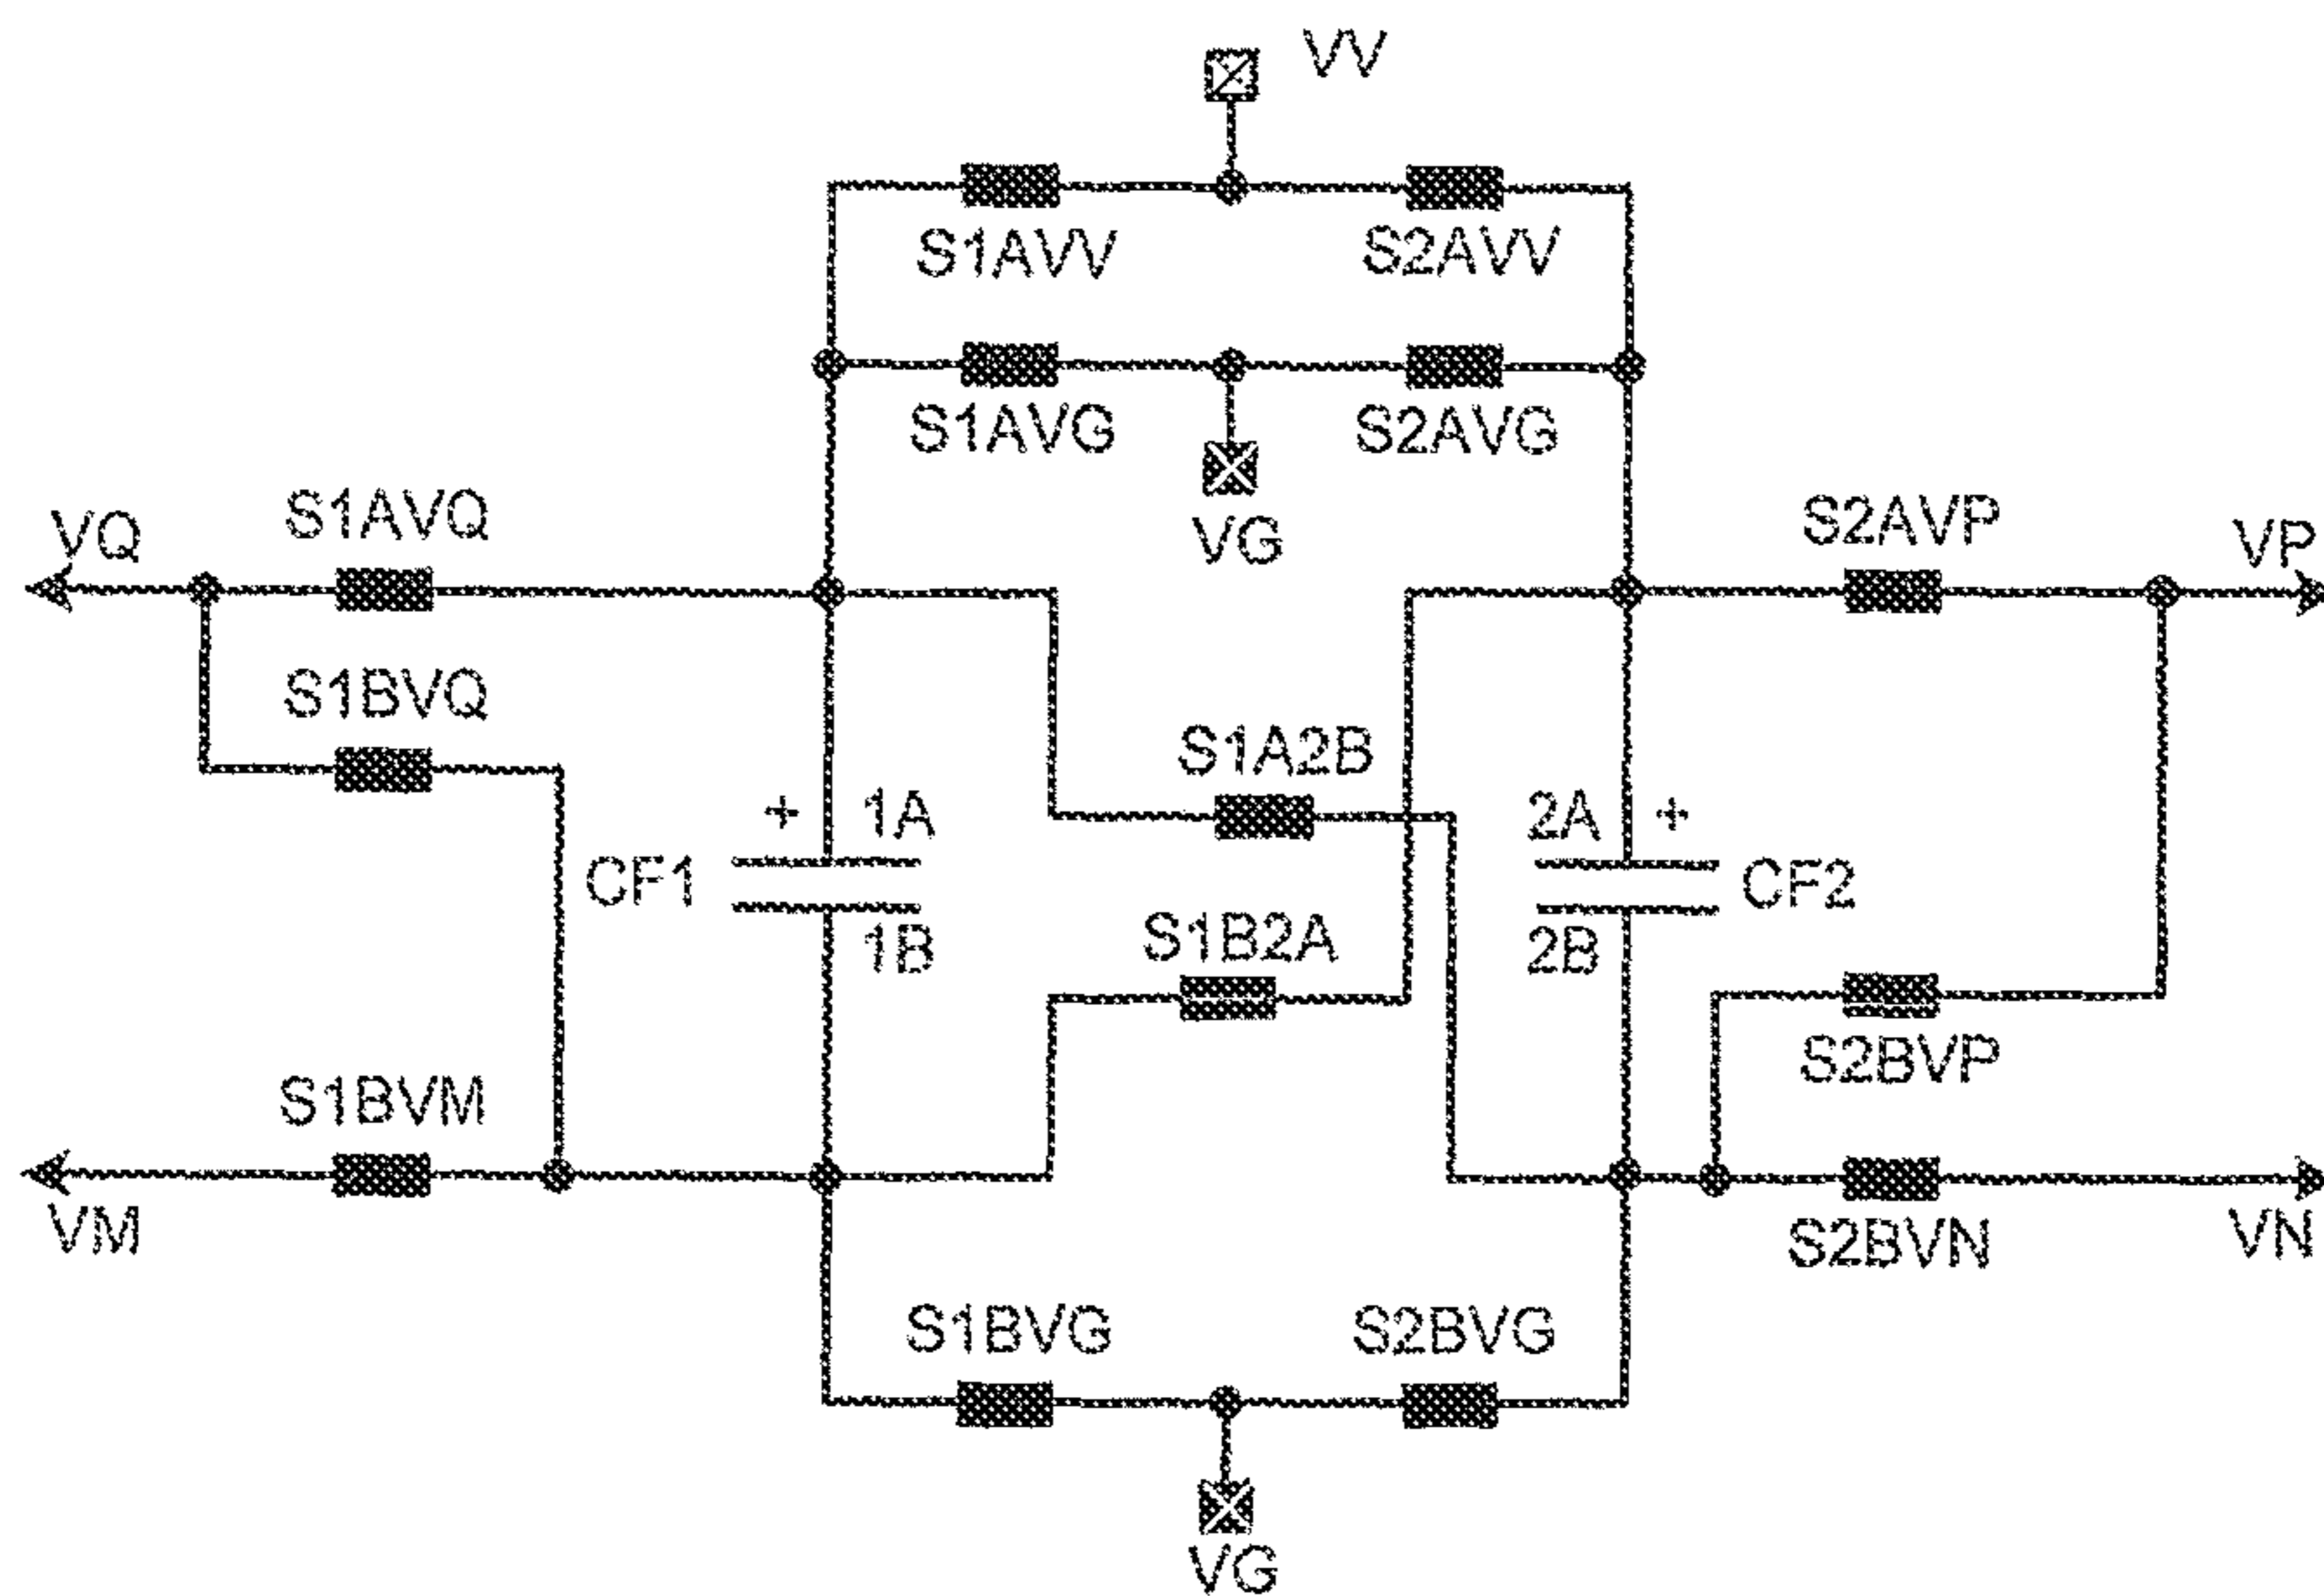 VV
S1AVV
S2AVV
S1AVG
S2AVG
VG
VQ
S1AVQ
S2AVP
VP
S1BVQ
S1A2B
+ 1A
2A +
CF1
CF2
1B
S1B2A
2B
S2BVP
S1BVM
VM
S2BVN
VN
S1BVG
S2BVG
VG